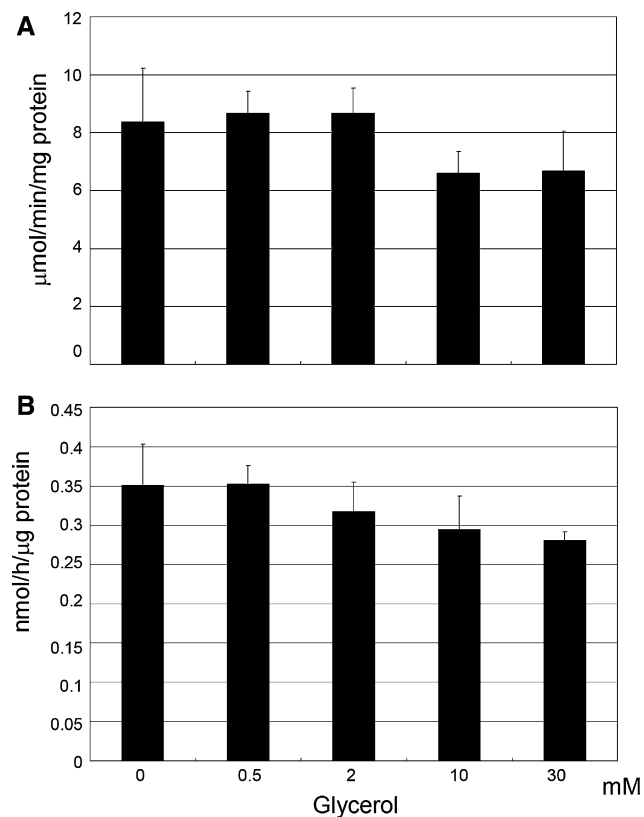 A
12
10
8
6
4
2
0
μmol/min/mg protein
B
0.45
0.4
0.35
0.3
0.25
0.2
0.15
0.1
0.05
0
nmol/h/μg protein
0 0.5 2 10 30 mM
Glycerol